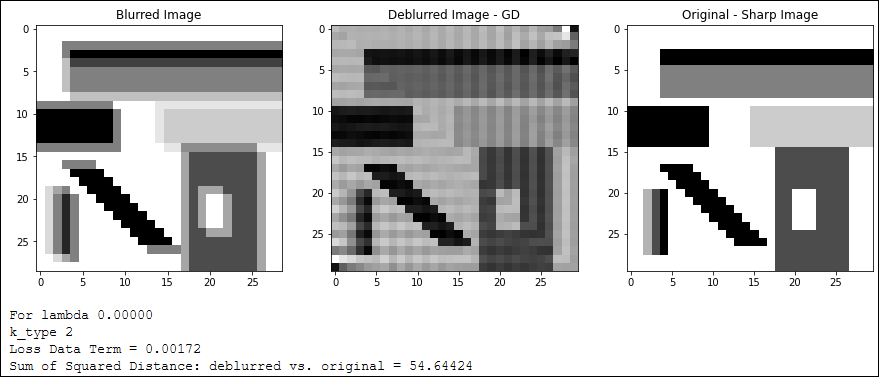 Blurred Image
Deblurred Image - GD
Original - Sharp Image
0
5
10
15
20
25
0 5 10 15 20 25
0
5
10
15
20
25
0 5 10 15 20 25
0
5
10
15
20
25
0 5 10 15 20 25
For lambda 0.00000
k_type 2
Loss Data Term = 0.00172
Sum of Squared Distance: deblurred vs. original = 54.64424